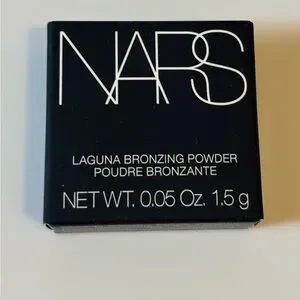 NARS
LAGUNA BRONZING POWDER
POUDRE BRONZANTE
NET WT. 0.05 Oz. 1.5 g